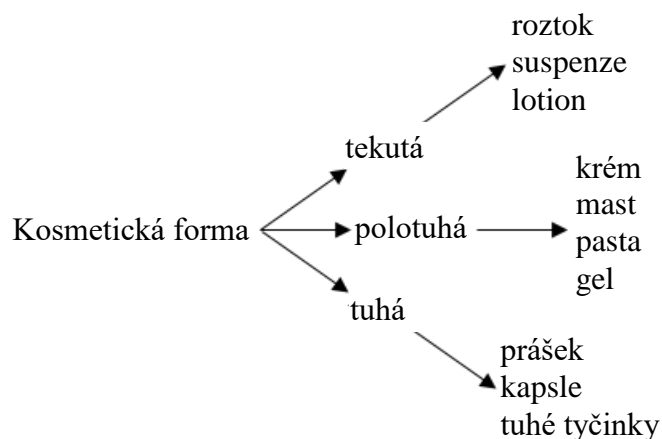 roztok
suspenze
lotion
tekutá
Kosmetická forma
polotuhá
krém
mast
pasta
gel
tuhá
prášek
kapsle
tuhé tyčinky